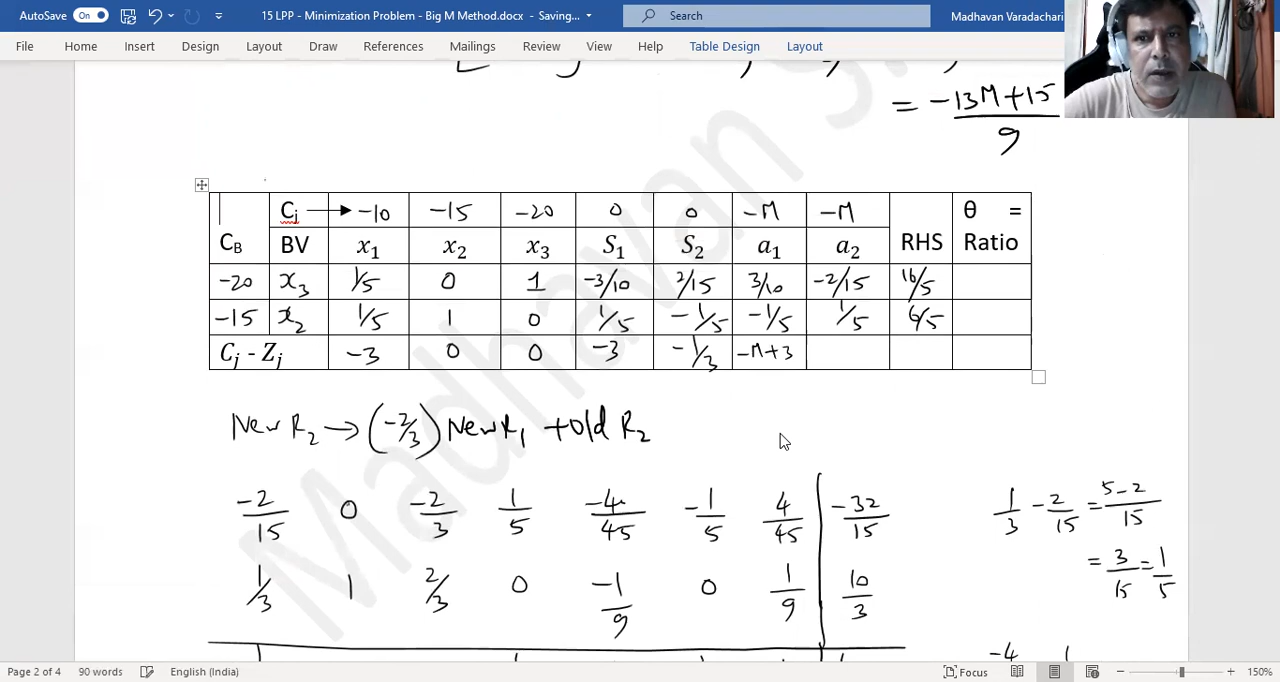 AutoSave On 15 LPP - Minimization Problem - Big M Method.docx - Saving... Search Madhavan Varadachari
File Home Insert Draw Design Layout References Mailings Review View Help Table Design Layout
= -13M+15
9
Cj → -10 -15 -20 0 0 -M -M θ =
CB BV x1 x2 x3 S1 S2 a1 a2 RHS Ratio
-20 x3 1/5 0 1 -3/10 2/15 3/10 -2/15 16/5
-15 x2 1/5 1 0 1/5 -1/5 -1/5 1/5 6/5
Cj - Zj -3 0 0 -3 -1/3 -M+3
New R2 → (-2/3) New R1 + Old R2
-2/15 0 -2/3 1/5 -4/45 -1/5 4/45 -32/15 1/3 - 2/15 = 5-2/15
= 3/15 = 1/5
1/3 1 2/3 0 -1/9 0 1/9 10/3
-4
Madhavan
Page 2 of 4 90 words English (India) Focus 150%